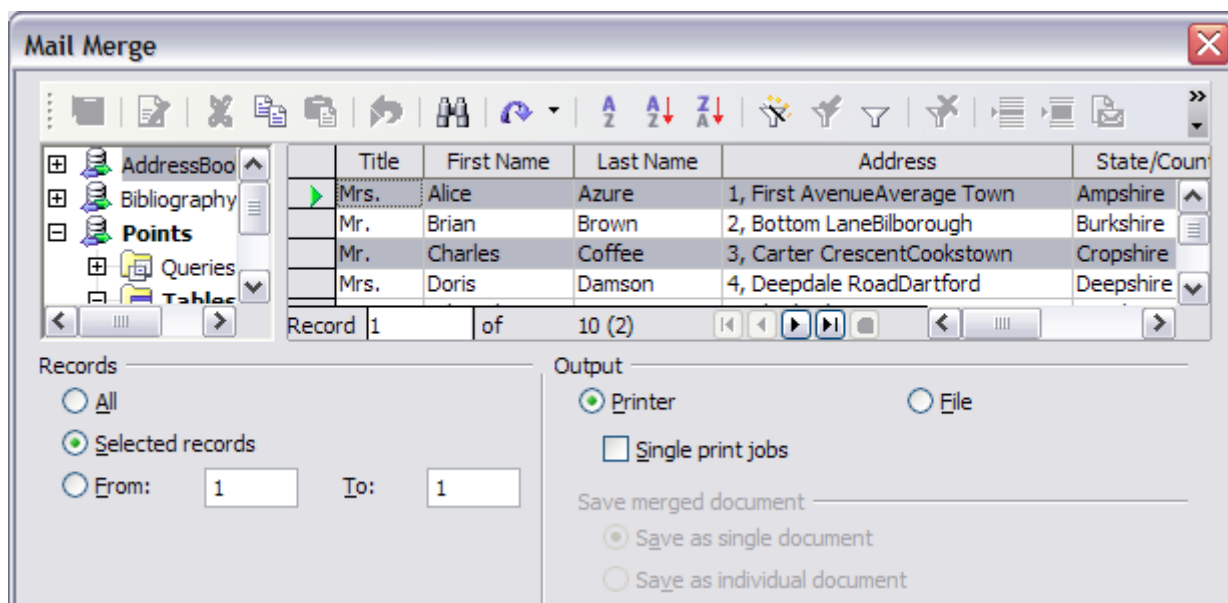 Mail Merge
Title First Name Last Name Address State/Coun
AddressBoo
Bibliography
Points
Queries
Tables
Mrs. Alice Azure 1, First AvenueAverage Town Ampshire
Mr. Brian Brown 2, Bottom LaneBilborough Burkshire
Mr. Charles Coffee 3, Carter CrescentCookstown Cropshire
Mrs. Doris Damson 4, Deepdale RoadDartford Deepshire
Record 1 of 10 (2)
Records
All
Selected records
From: 1 To: 1
Output
Printer File
Single print jobs
Save merged document
Save as single document
Save as individual document